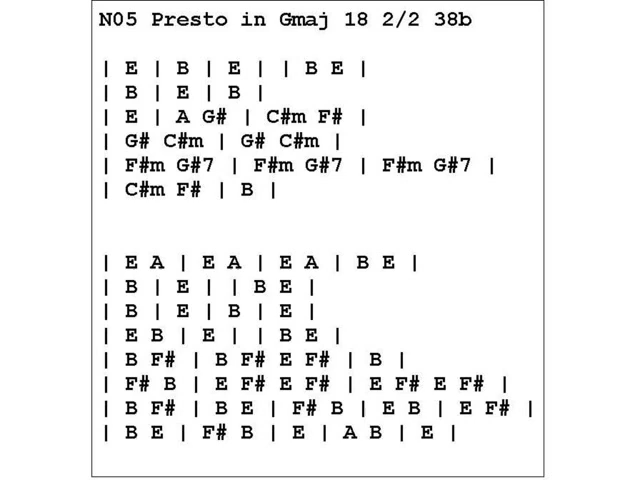 N05 Presto in Gmaj 18 2/2 38b
| E | B | E | | B E |
| B | E | B |
| E | A G# | C#m F# |
| G# C#m | G# C#m |
| F#m G#7 | F#m G#7 | F#m G#7 |
| C#m F# | B |
| E A | E A | E A | B E |
| B | E | | B E |
| B | E | B | E |
| E B | E | | B E |
| B F# | B F# E F# | B |
| F# B | E F# E F# | E F# E F# |
| B F# | B E | F# B | E B | E F# |
| B E | F# B | E | A B | E |